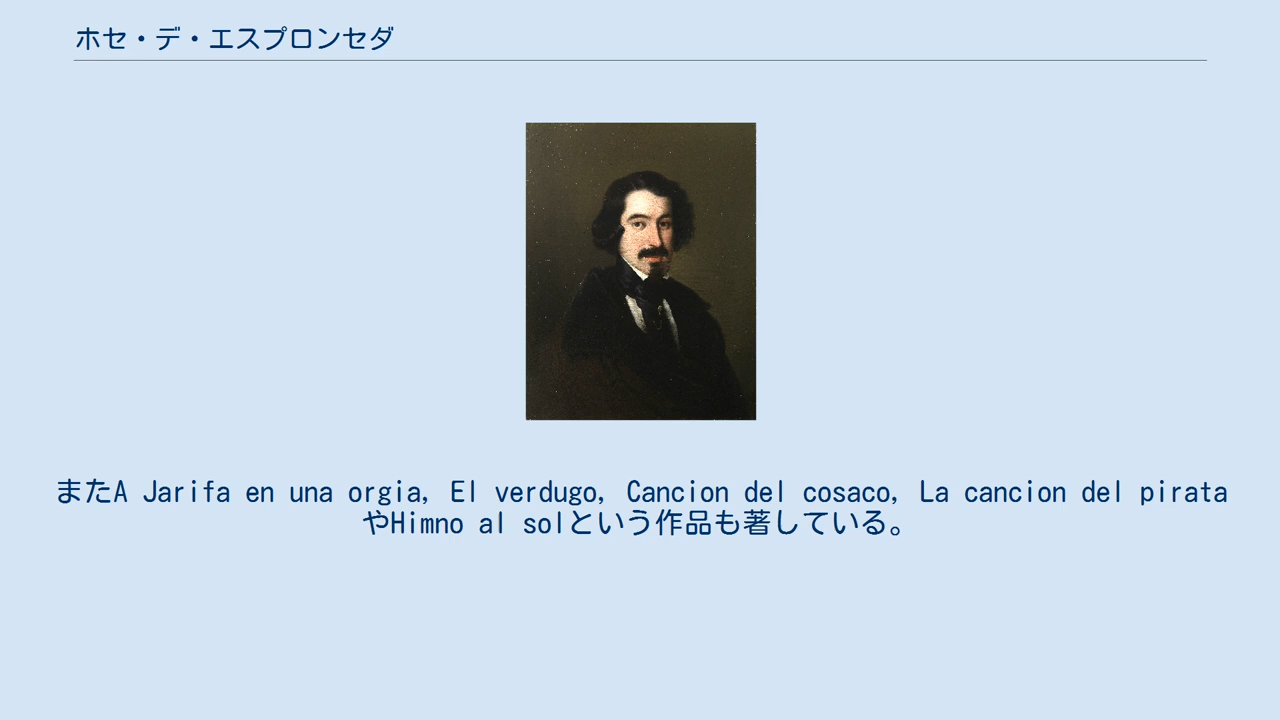 ホセ・デ・エスプロンセダ
またA Jarifa en una orgia, El verdugo, Cancion del cosaco, La cancion del pirata
やHimno al solという作品も著している。